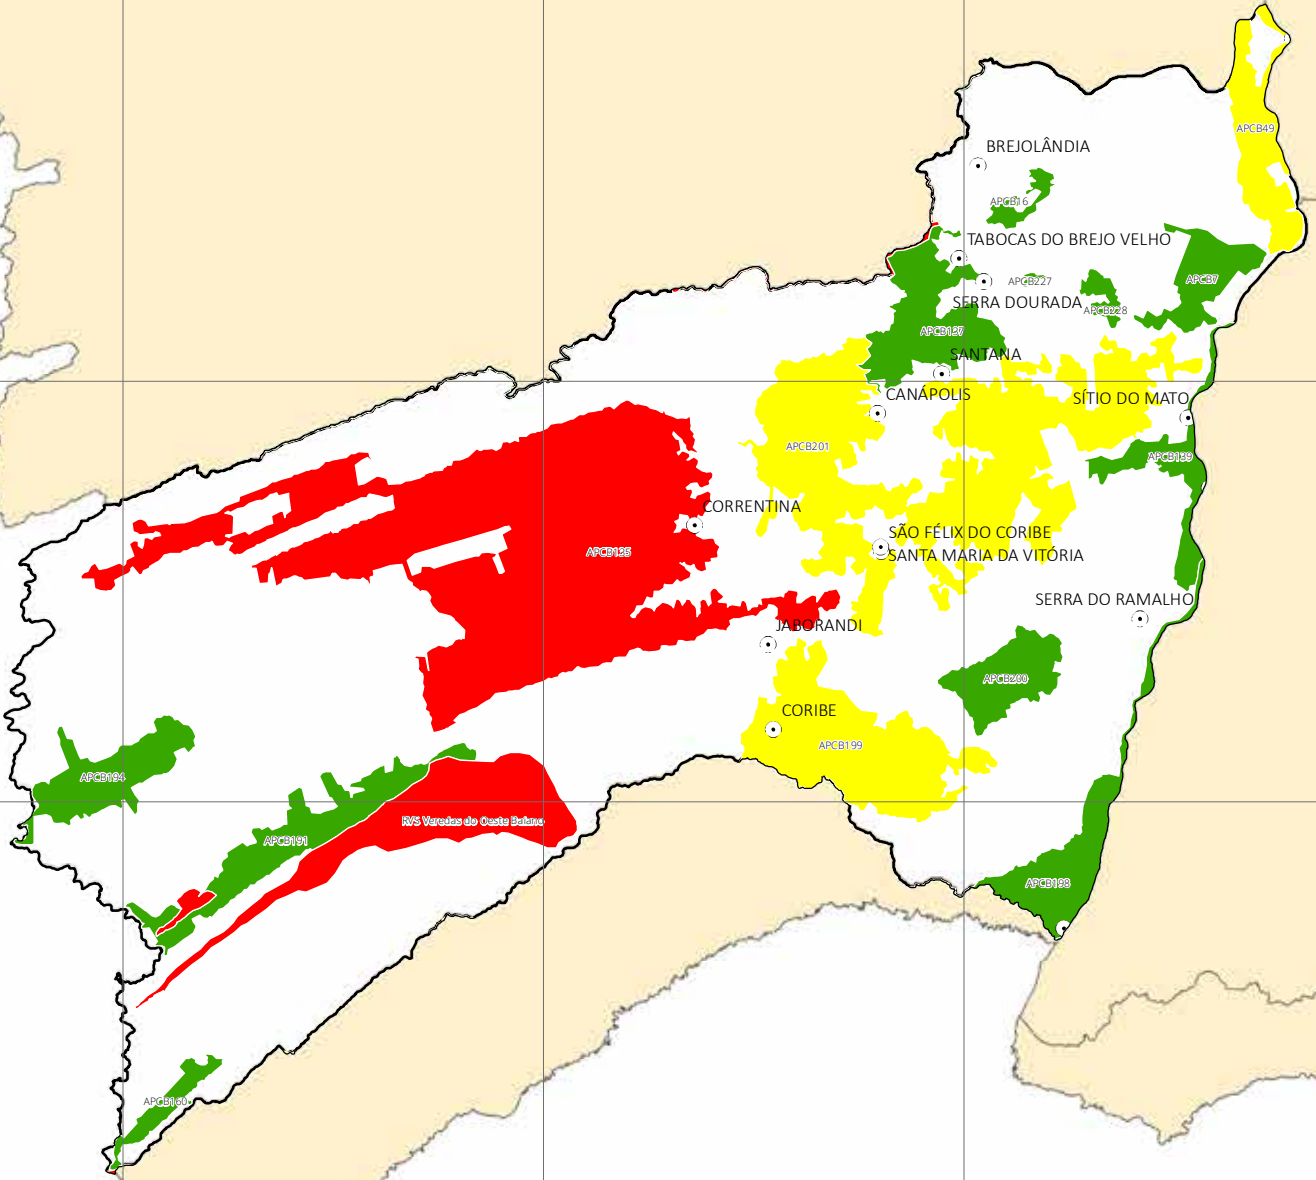 APCB49
BREJOLÂNDIA
APCB16
TABOCAS DO BREJO VELHO
APCB227
APCB7
SERRA DOURADA
APCB228
APCB137
SANTANA
CANÁPOLIS
SÍTIO DO MATO
APCB201
APCB139
CORRENTINA
SÃO FÉLIX DO CORIBE
APCB135
SANTA MARIA DA VITÓRIA
SERRA DO RAMALHO
JABORANDI
APCB200
CORIBE
APCB199
APCB194
RVS Veredas do Oeste Baiano
APCB191
APCB198
APCB160